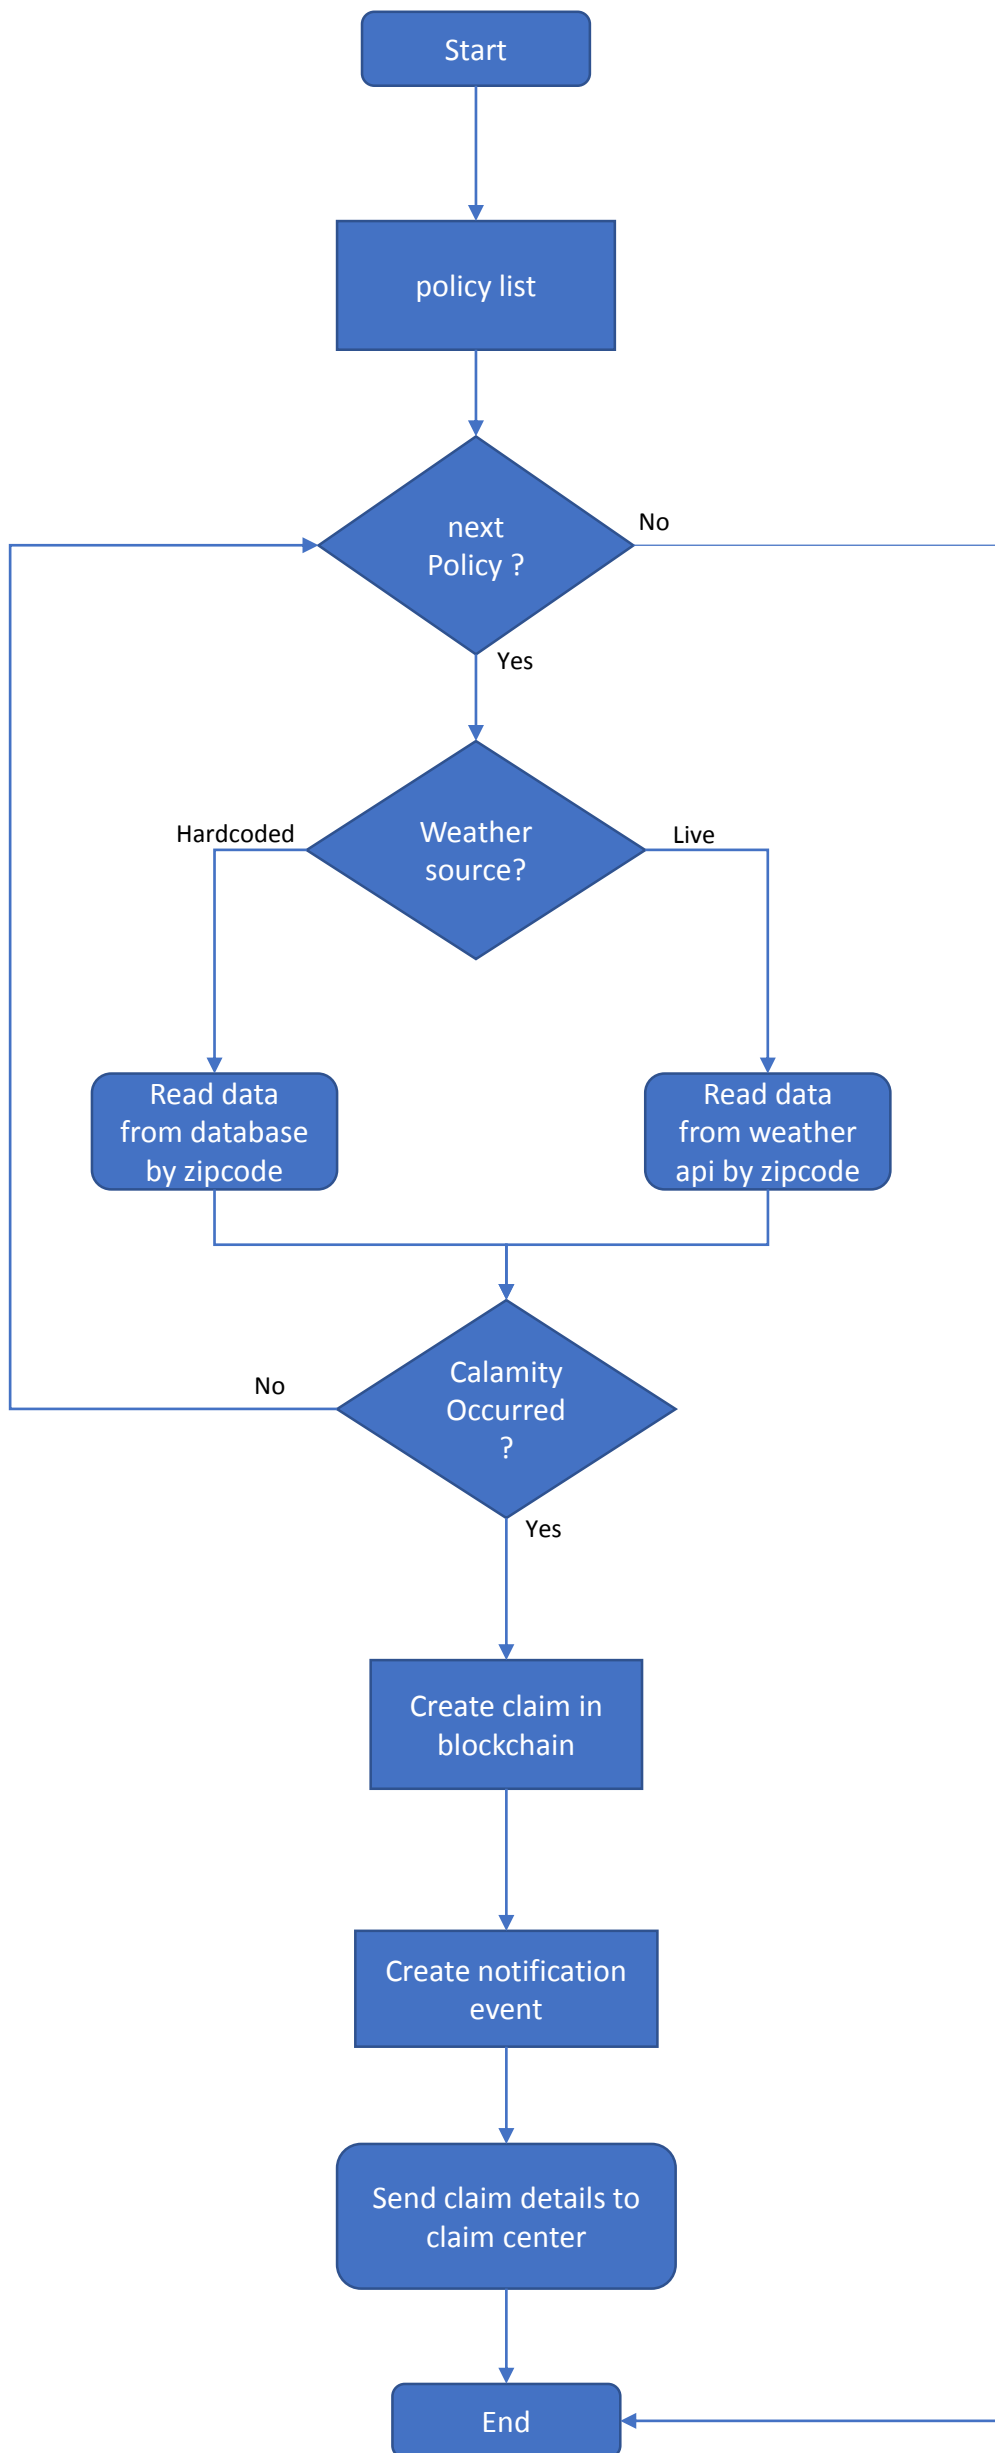 Start
policy list
next
Policy ?
No
Yes
Weather
source?
Hardcoded
Live
Read data
from database
by zipcode
Read data
from weather
api by zipcode
Calamity
Occurred
?
No
Yes
Create claim in
blockchain
Create notification
event
Send claim details to
claim center
End